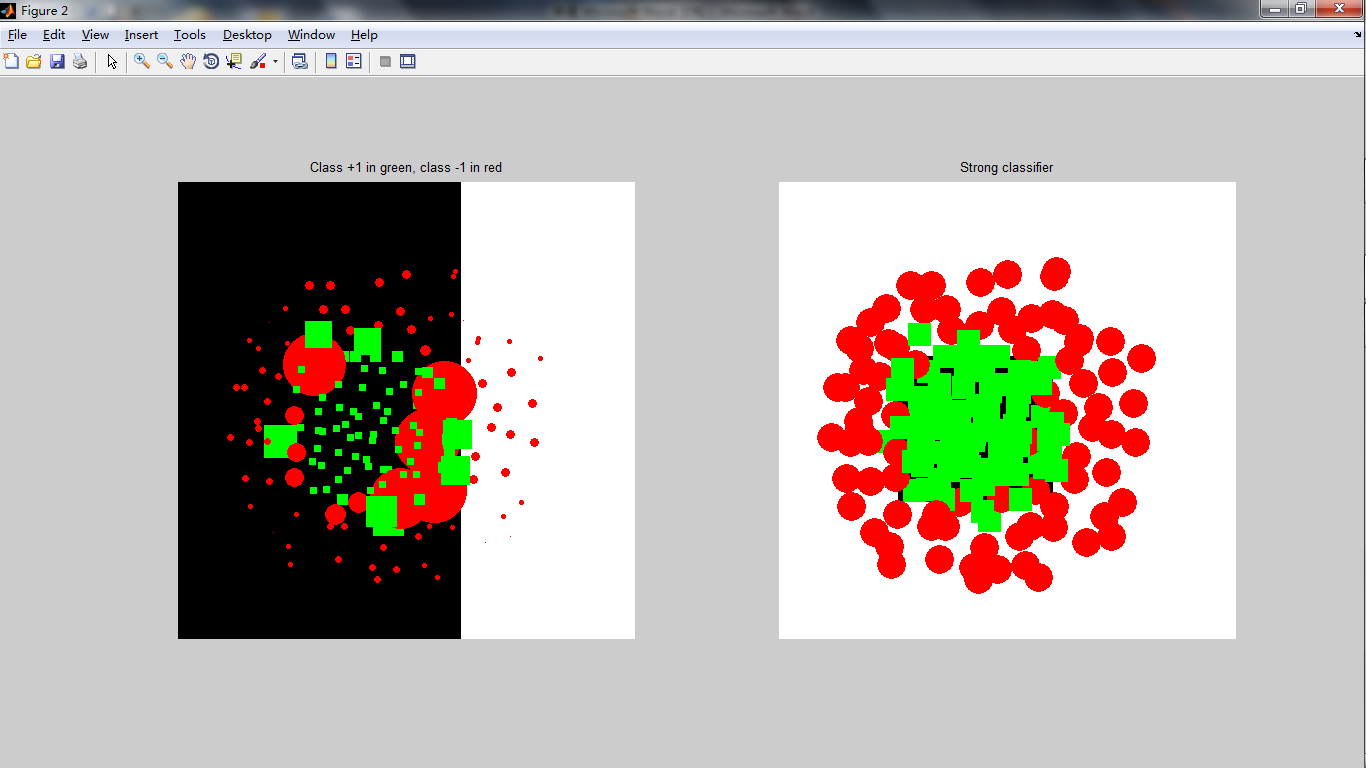 Figure 2
File Edit View Insert Tools Desktop Window Help
Class +1 in green, class -1 in red
Strong classifier